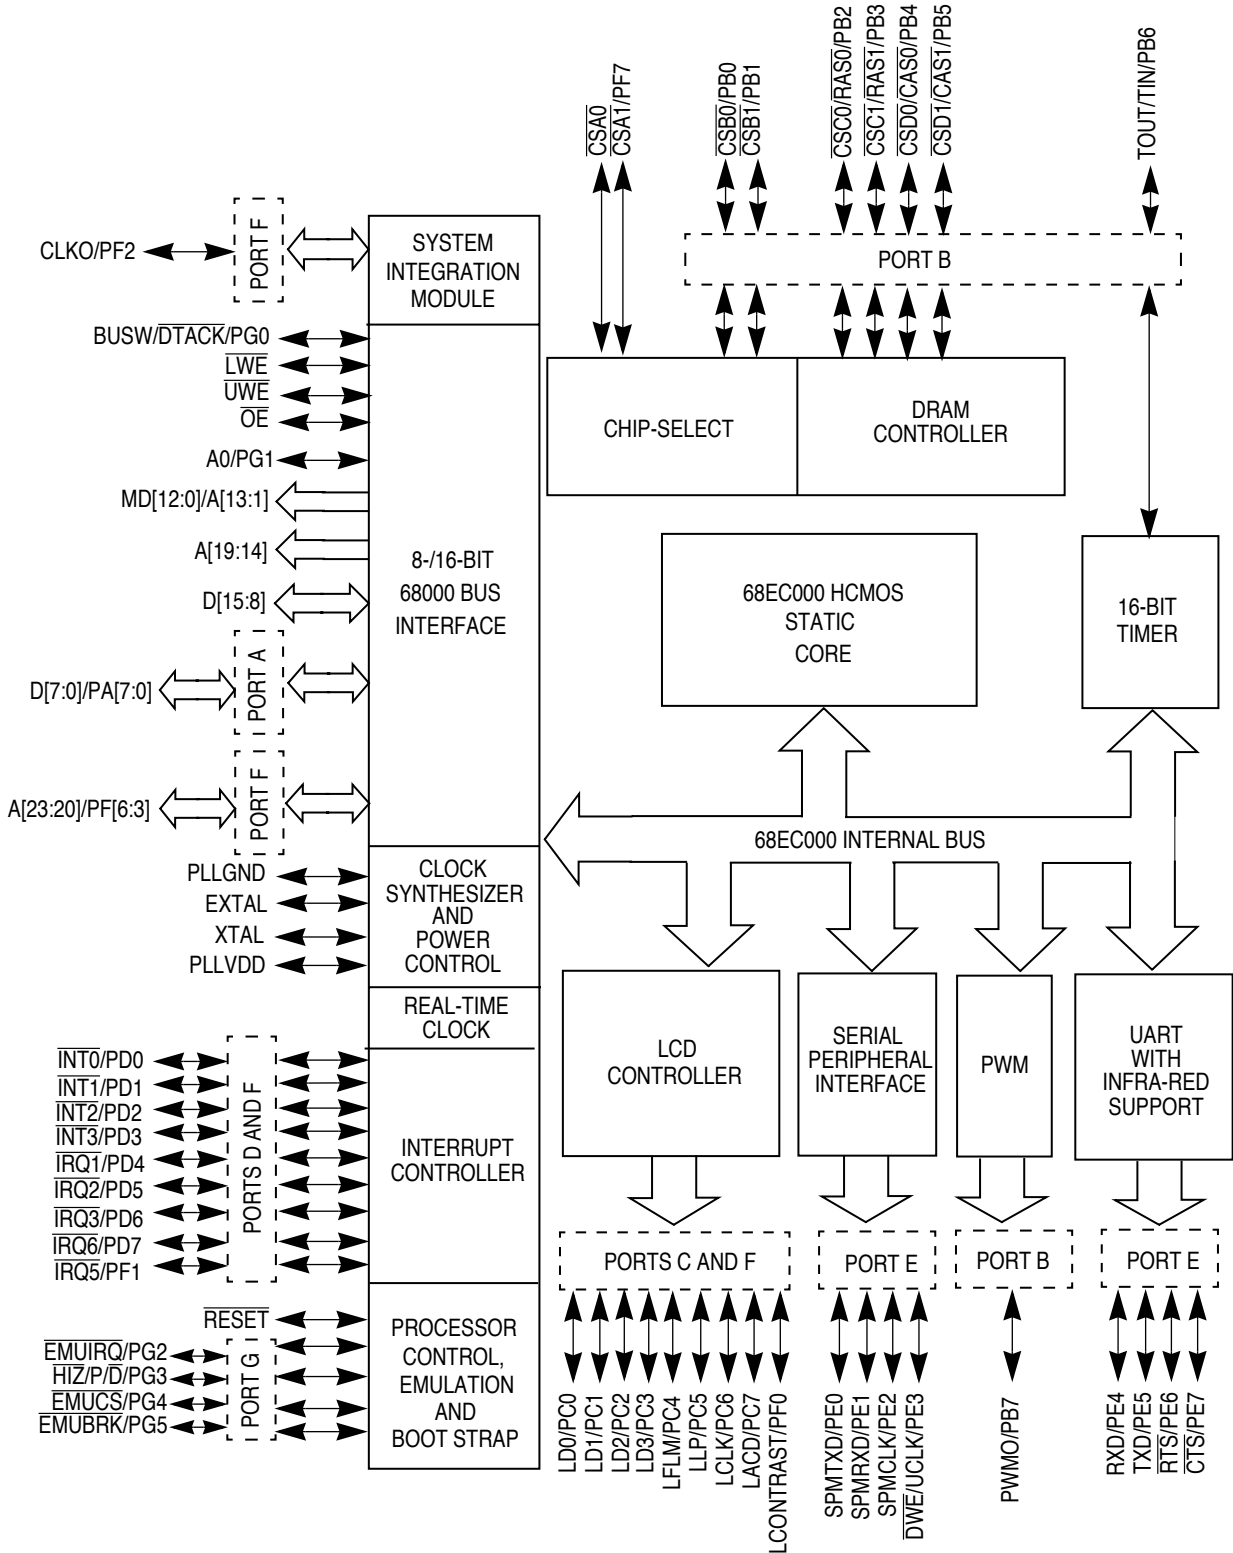 CSA0
CSA1/PF7
CSB0/PB0
CSB1/PB1
CSC0/RAS0/PB2
CSC1/RAS1/PB3
CSD0/CAS0/PB4
CSD1/CAS1/PB5
TOUT/TIN/PB6
PORT B
CLKO/PF2
PORT F
SYSTEM
INTEGRATION
MODULE
BUSW/DTACK/PG0
LWE
UWE
OE
A0/PG1
MD[12:0]/A[13:1]
A[19:14]
D[15:8]
D[7:0]/PA[7:0]
PORT A
A[23:20]/PF[6:3]
PORT F
8-/16-BIT
68000 BUS
INTERFACE
CHIP-SELECT
DRAM
CONTROLLER
68EC000 HCMOS
STATIC
CORE
16-BIT
TIMER
68EC000 INTERNAL BUS
PLLGND
EXTAL
XTAL
PLLVDD
CLOCK
SYNTHESIZER
AND
POWER
CONTROL
REAL-TIME
CLOCK
INT0/PD0
INT1/PD1
INT2/PD2
INT3/PD3
IRQ1/PD4
IRQ2/PD5
IRQ3/PD6
IRQ6/PD7
IRQ5/PF1
PORTS D AND F
INTERRUPT
CONTROLLER
RESET
EMUIRQ/PG2
HIZ/P/D/PG3
EMUCS/PG4
EMUBRK/PG5
PORT G
PROCESSOR
CONTROL,
EMULATION
AND
BOOT STRAP
LCD
CONTROLLER
SERIAL
PERIPHERAL
INTERFACE
PWM
UART
WITH
INFRA-RED
SUPPORT
PORTS C AND F
PORT E
PORT B
PORT E
LD0/PC0
LD1/PC1
LD2/PC2
LD3/PC3
LFLM/PC4
LLP/PC5
LCLK/PC6
LACD/PC7
LCONTRAST/PF0
SPMTXD/PE0
SPMRXD/PE1
SPMCLK/PE2
DWE/UCLK/PE3
PWMO/PB7
RXD/PE4
TXD/PE5
RTS/PE6
CTS/PE7